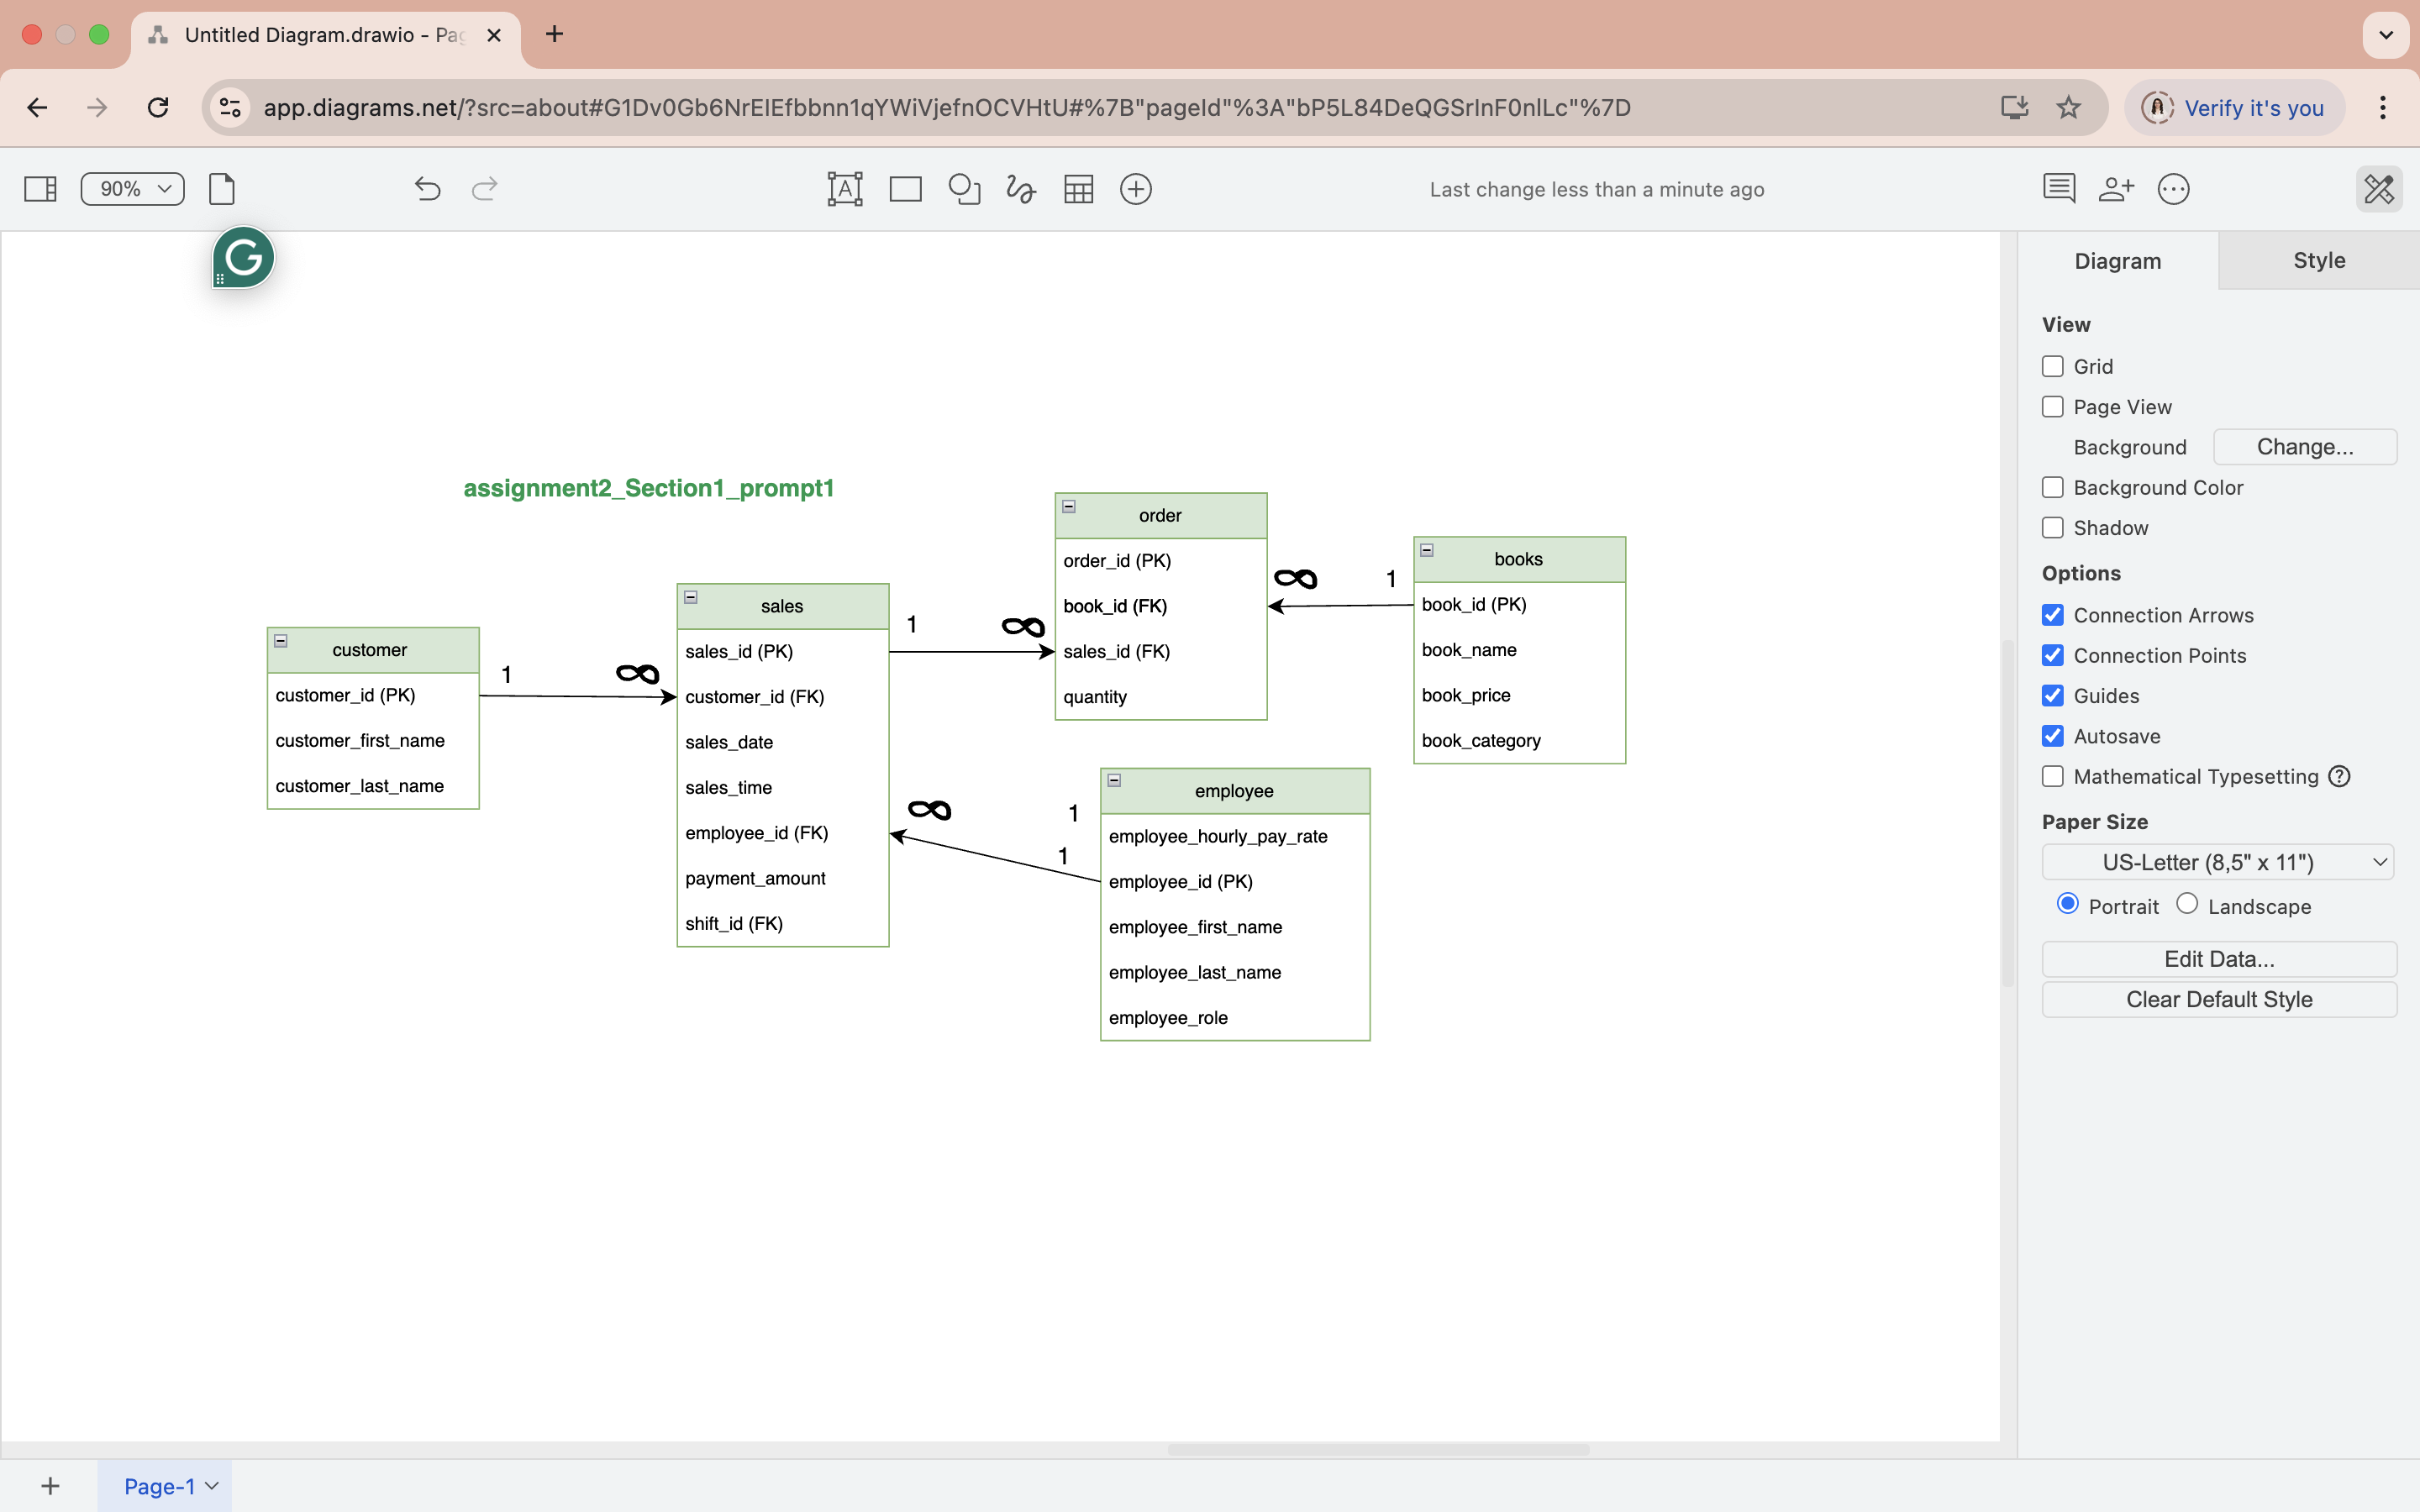 Untitled Diagram.drawio - Pag
app.diagrams.net/?src=about#G1Dv0Gb6NrEIEfbbnn1qYWiVjefnOCVHtU#%7B"pageId"%3A"bP5L84DeQGSrInF0nlLc"%7D
Verify it's you
90%
A
Last change less than a minute ago
G
Diagram
Style
View
Grid
Page View
Background
Change...
Background Color
Shadow
Options
Connection Arrows
Connection Points
Guides
Autosave
Mathematical Typesetting ?
Paper Size
US-Letter (8,5" x 11")
Portrait
Landscape
Edit Data...
Clear Default Style
assignment2_Section1_prompt1
customer
customer_id (PK)
customer_first_name
customer_last_name
1
∞
sales
sales_id (PK)
customer_id (FK)
sales_date
sales_time
employee_id (FK)
payment_amount
shift_id (FK)
1
∞
order
order_id (PK)
book_id (FK)
sales_id (FK)
quantity
∞
1
books
book_id (PK)
book_name
book_price
book_category
∞
1
1
employee
employee_hourly_pay_rate
employee_id (PK)
employee_first_name
employee_last_name
employee_role
Page-1